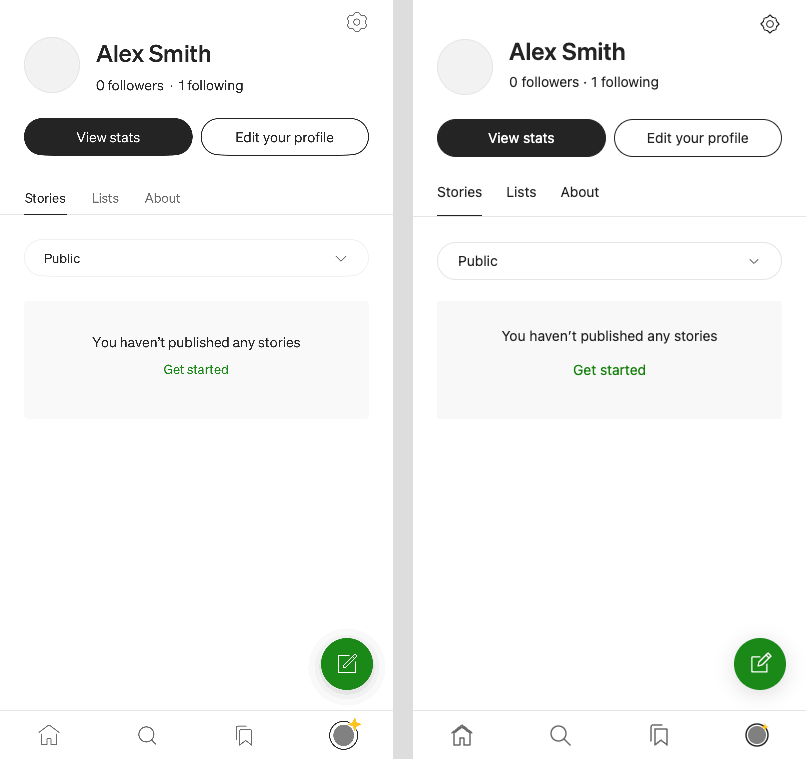 Alex Smith
0 followers · 1 following
View stats
Edit your profile
Stories Lists About
Public
You haven't published any stories
Get started
Alex Smith
0 followers · 1 following
View stats
Edit your profile
Stories Lists About
Public
You haven't published any stories
Get started